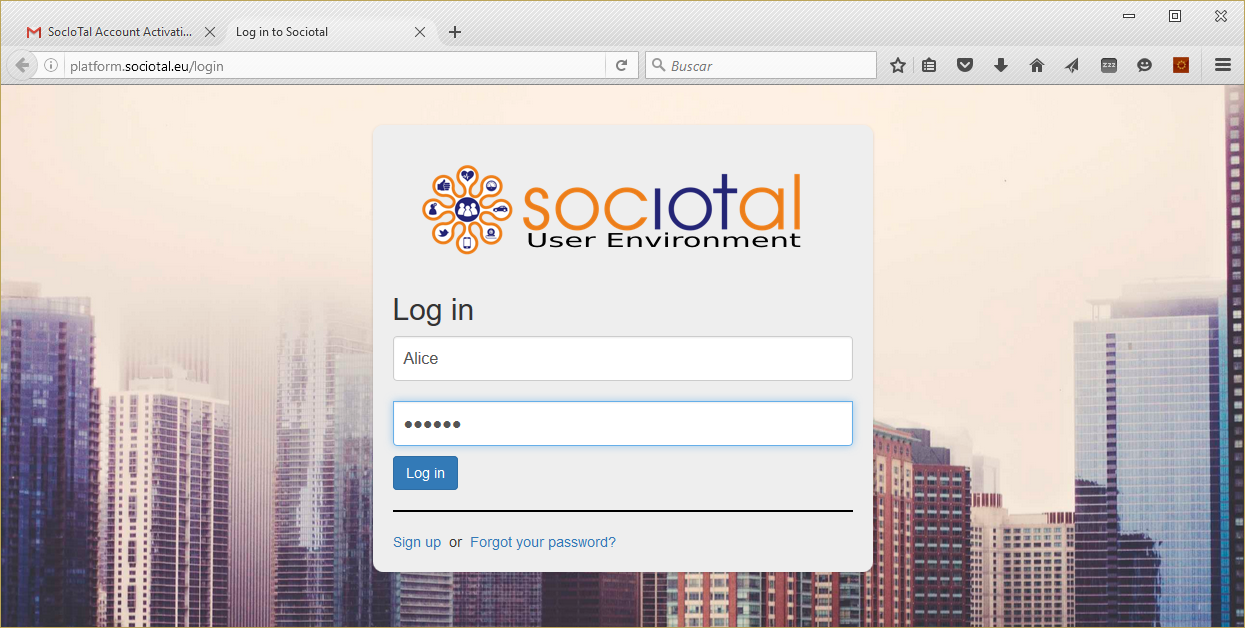 SocIoTal Account Activati...
Log in to Sociotal
platform.sociotal.eu/login
Buscar
zzz
sociotal
User Environment
Log in
Alice
••••••
Log in
Sign up or Forgot your password?